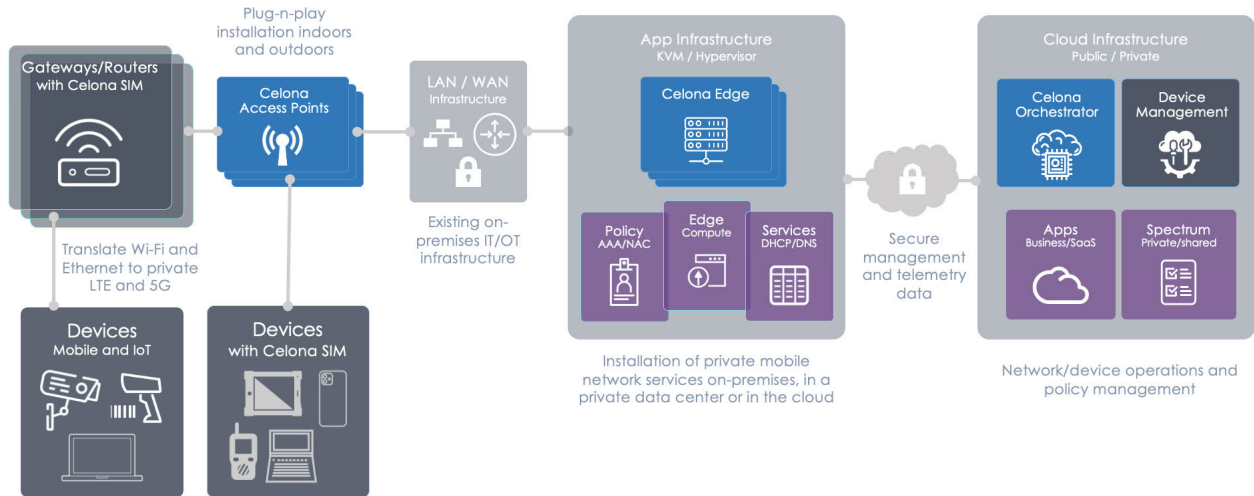 Plug-n-play
installation indoors
and outdoors
Gateways/Routers
with Celona SIM
Celona
Access Points
LAN / WAN
Infrastructure
App Infrastructure
KVM / Hypervisor
Celona Edge
Cloud Infrastructure
Public / Private
Celona
Orchestrator
Device
Management
Translate Wi-Fi and
Ethernet to private
LTE and 5G
Existing on-
premises IT/OT
infrastructure
Policy
AAA/NAC
Edge
Compute
Services
DHCP/DNS
Secure
management
and telemetry
data
Apps
Business/SaaS
Spectrum
Private/shared
Devices
Mobile and IoT
Devices
with Celona SIM
Installation of private mobile
network services on-premises, in a
private data center or in the cloud
Network/device operations and
policy management